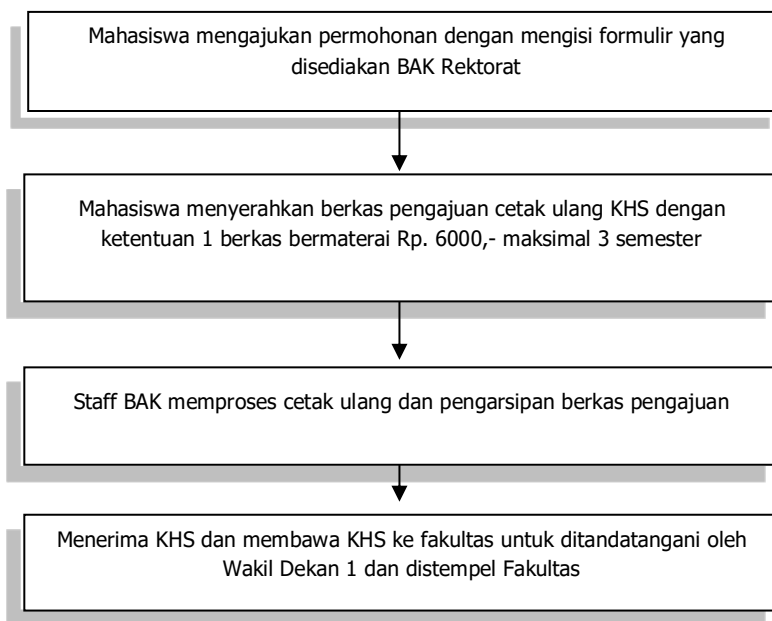 Mahasiswa mengajukan permohonan dengan mengisi formulir yang
disediakan BAK Rektorat
Mahasiswa menyerahkan berkas pengajuan cetak ulang KHS dengan
ketentuan 1 berkas bermaterai Rp. 6000,- maksimal 3 semester
Staff BAK memproses cetak ulang dan pengarsipan berkas pengajuan
Menerima KHS dan membawa KHS ke fakultas untuk ditandatangani oleh
Wakil Dekan 1 dan distempel Fakultas